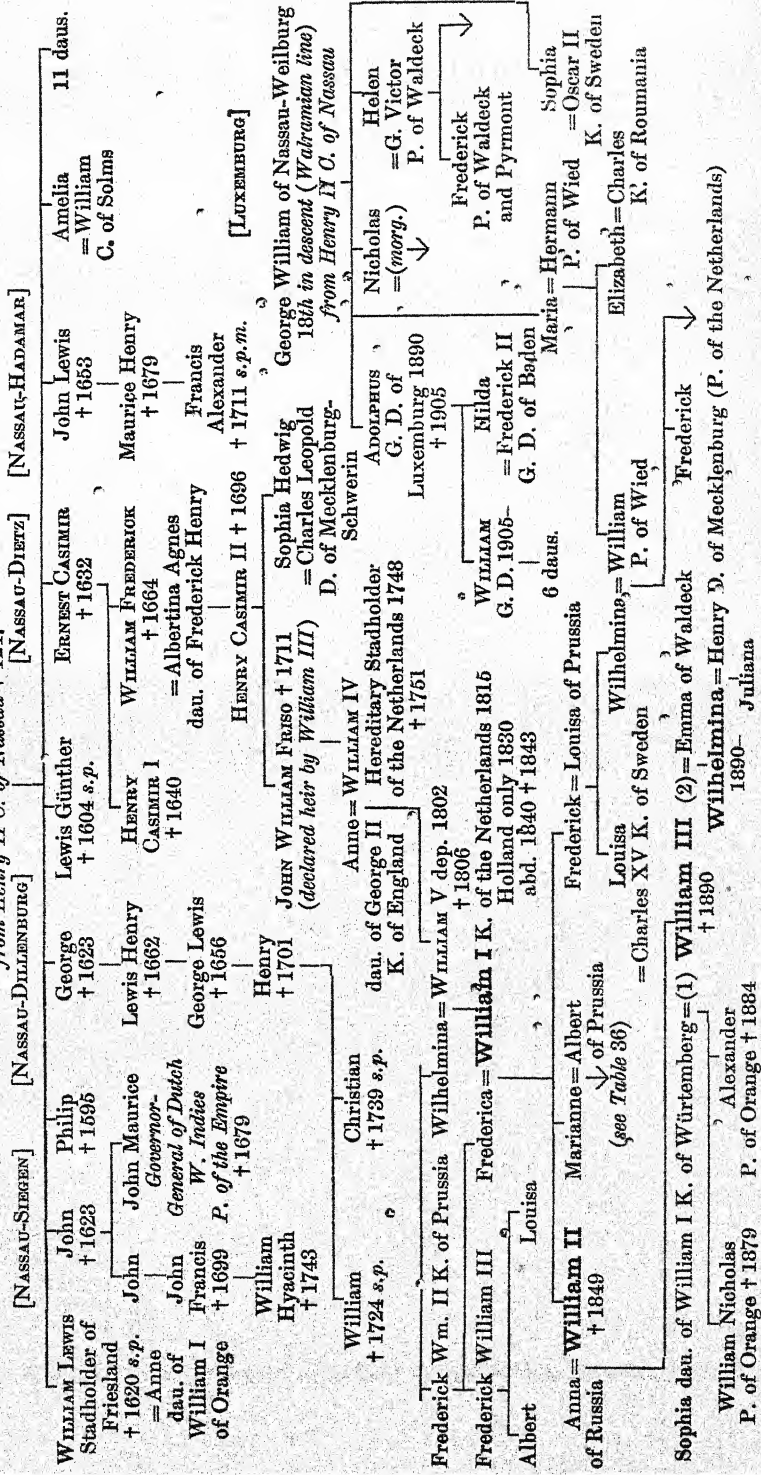 from Henry II C. of Nassau
[NASSAU-SIEGEN] [NASSAU-DILLENBURG] [NASSAU-DIETZ] [NASSAU-HADAMAR]
WILLIAM LEWIS
Stadholder of
Friesland
†1620 s.p.
=Anne
dau. of
William I
of Orange
John
†1623
Philip
†1595
George
†1623
Lewis Günther
†1604 s.p.
ERNEST CASIMIR
†1632
John Lewis
†1653
Amelia
=William
C. of Solms
11 daus.
John
John Maurice
Governor-
General of Dutch
W. Indies
P. of the Empire
†1679
John
Francis
†1699
William
Hyacinth
†1743
Lewis Henry
†1662
George Lewis
†1656
Henry
†1701
HENRY
CASIMIR I
†1640
WILLIAM FREDERICK
†1664
=Albertina Agnes
dau. of Frederick Henry
Maurice Henry
†1679
Francis
Alexander
†1711 s.p.m.
HENRY CASIMIR II †1696
[LUXEMBURG]
William
†1724 s.p.
Christian
†1739 s.p.
JOHN WILLIAM FRISO †1711
(declared heir by William III)
Sophia Hedwig
=Charles Leopold
D. of Mecklenburg-
Schwerin
George William of Nassau-Weilburg
18th in descent (Walramian line)
from Henry II C. of Nassau
Anne=WILLIAM IV
dau. of George II
K. of England
Hereditary Stadholder
of the Netherlands 1748
†1751
ADOLPHUS
G. D. of
Luxemburg 1890
†1905
Nicholas
=(morg.)
Helen
=G. Victor
P. of Waldeck
Frederick Wm. II K. of Prussia Wilhelmina=WILLIAM V dep. 1802
†1806
Frederick
P. of Waldeck
and Pyrmont
Frederick William III
Frederica=William I K. of the Netherlands 1815
Holland only 1830
abd. 1840 †1843
WILLIAM
G. D. 1905–
Hilda
=Frederick II
G. D. of Baden
Maria=Hermann
P. of Wied
Sophia
=Oscar II
K. of Sweden
6 daus.
Albert
Louisa
Anna=William II
of Russia
†1849
Marianne=Albert
of Prussia
(see Table 36)
Frederick=Louisa of Prussia
Louisa
=Charles XV K. of Sweden
Wilhelmina=William
P. of Wied
Elizabeth=Charles
K. of Roumania
Frederick
Sophia dau. of William I K. of Würtemberg=(1) William III (2)=Emma of Waldeck
†1890
William Nicholas
P. of Orange †1879
Alexander
P. of Orange †1884
Wilhelmina=Henry D. of Mecklenburg (P. of the Netherlands)
1890–
Juliana